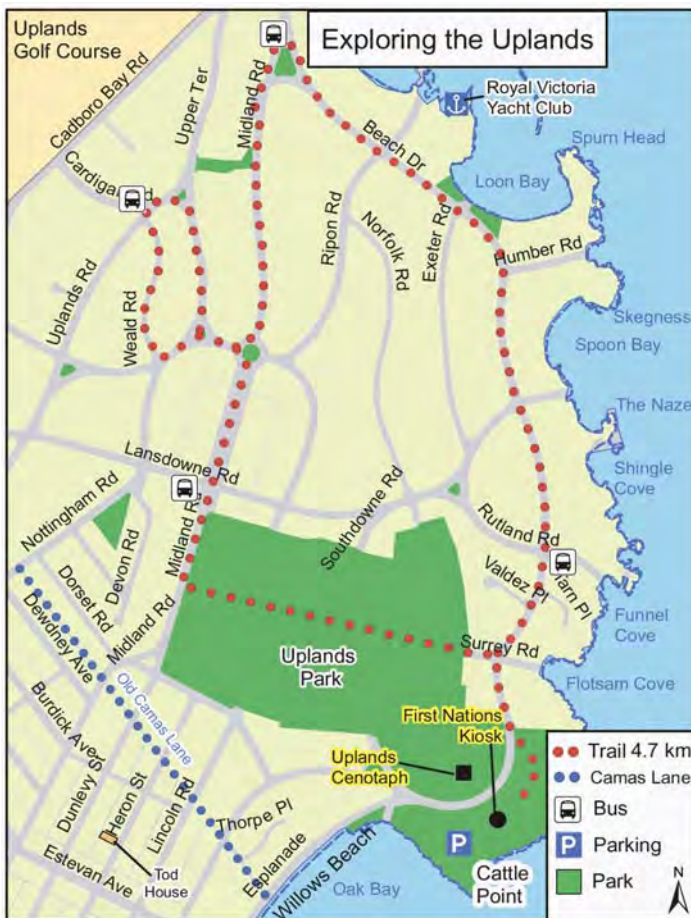 Uplands
Golf Course
Exploring the Uplands
Cadboro Bay Rd
Upper Ter
Midland Rd
Royal Victoria
Yacht Club
Beach Dr
Spurn Head
Cardigan Rd
Loon Bay
Ripon Rd
Norfolk Rd
Exeter Rd
Humber Rd
Uplands Rd
Weald Rd
Skegness
Spoon Bay
The Naze
Lansdowne Rd
Shingle
Cove
Nottingham Rd
Midland Rd
Southdowne Rd
Rutland Rd
Devon Rd
Dorset Rd
Valdez Pl
Tarn Pl
Funnel
Cove
Dewdney Ave
Midland Rd
Surrey Rd
Uplands
Park
Flotsam Cove
Old Camas Lane
First Nations
Kiosk
Burdick Ave
Uplands
Cenotaph
Dunlevy St
Heron St
Lincoln Rd
Thorpe Pl
Esplanade
Willows Beach
P
Cattle
Point
Estevan Ave
Tod
House
Oak Bay
Trail 4.7 km
Camas Lane
Bus
P Parking
Park
N